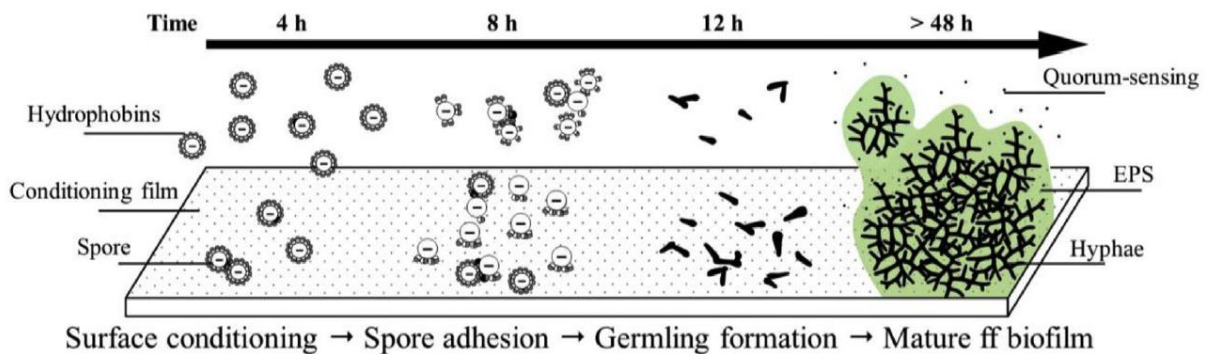 Time 4 h 8 h 12 h > 48 h
Quorum-sensing
Hydrophobins
EPS
Conditioning film
Spore
Hyphae
Surface conditioning → Spore adhesion → Germling formation → Mature ff biofilm